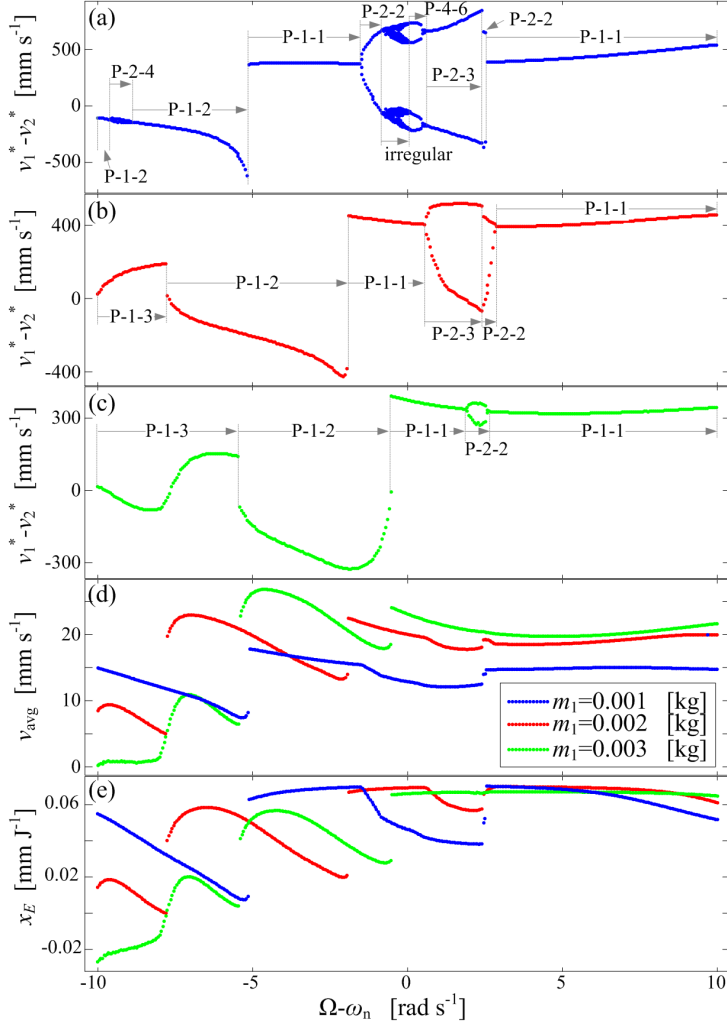 (a)
P-2-2
P-4-6
P-2-2
P-1-1
P-1-1
P-2-4
P-1-2
P-2-3
P-1-2
irregular
500
0
-500
v₁*-v₂* [mm s⁻¹]
(b)
P-1-1
P-1-2
P-1-1
P-1-3
P-2-3
P-2-2
400
0
-400
v₁*-v₂* [mm s⁻¹]
(c)
P-1-3
P-1-2
P-1-1
P-1-1
P-2-2
300
0
-300
v₁*-v₂* [mm s⁻¹]
(d)
20
10
0
v_avg [mm s⁻¹]
m₁=0.001 [kg]
m₁=0.002 [kg]
m₁=0.003 [kg]
(e)
0.06
0.02
-0.02
x_E [mm J⁻¹]
-10 -5 0 5 10
Ω-ωₙ [rad s⁻¹]